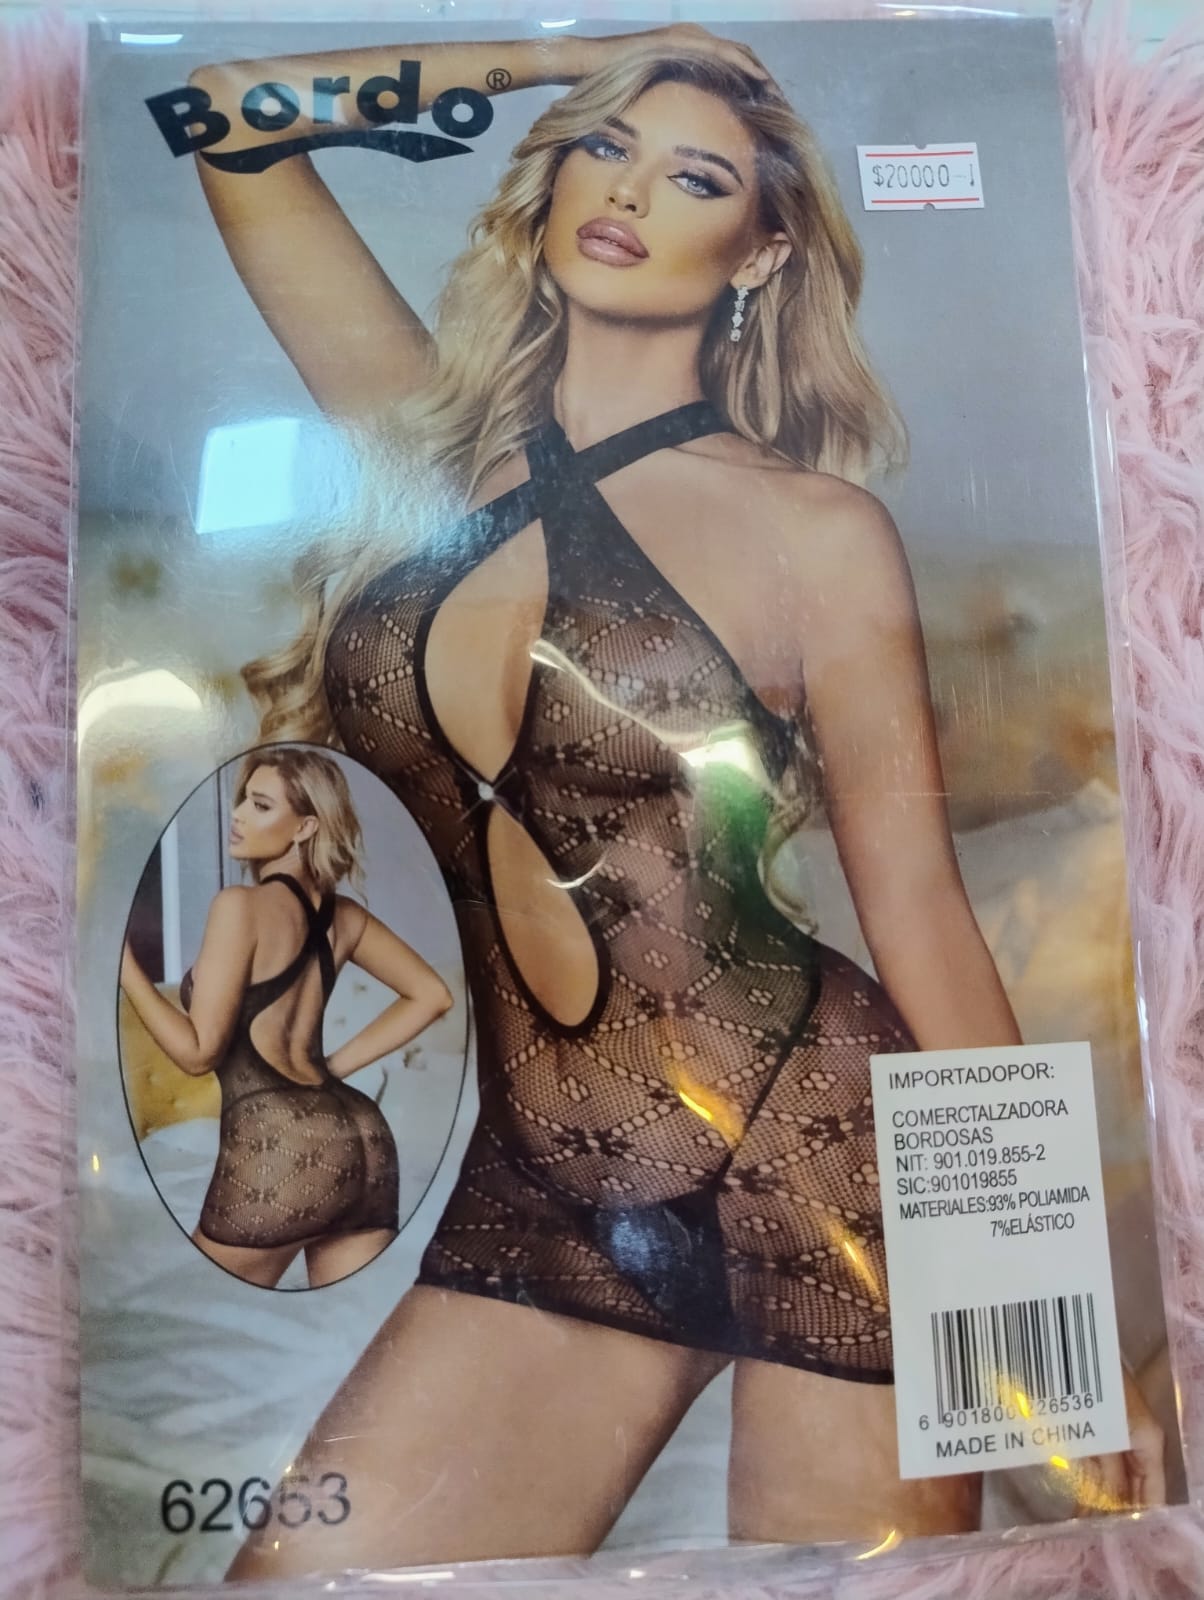 Bordo®
$20000-1
IMPORTADOPOR:
COMERCTALZADORA
BORDOSAS
NIT: 901.019.855-2
SIC:901019855
MATERIALES:93% POLIAMIDA
7%ELÁSTICO
MADE IN CHINA
62653